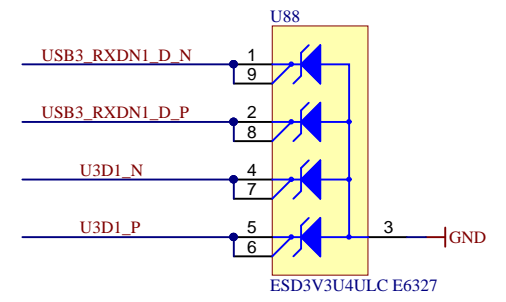 U88
USB3_RXDN1_D_N
1
9
USB3_RXDN1_D_P
2
8
U3D1_N
4
7
U3D1_P
5
6
3
GND
ESD3V3U4ULC E6327